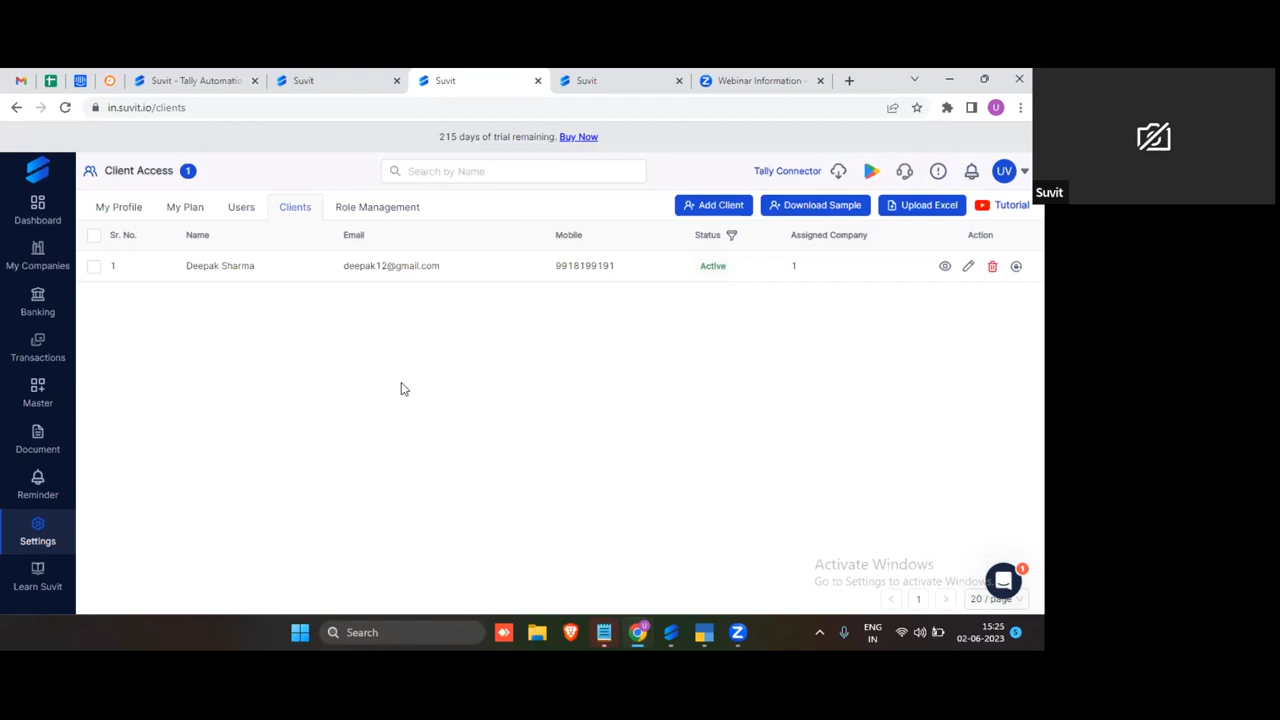 Suvit - Tally Automatic
Suvit
Suvit
Suvit
Webinar Information -
in.suvit.io/clients
U
215 days of trial remaining. Buy Now
Client Access 1
Search by Name
Tally Connector
UV
Suvit
Dashboard
My Companies
Banking
Transactions
Master
Document
Reminder
Settings
Learn Suvit
My Profile My Plan Users Clients Role Management
Add Client Download Sample Upload Excel Tutorial
Sr. No. Name Email Mobile Status Assigned Company Action
1 Deepak Sharma deepak12@gmail.com 9918199191 Active 1
Activate Windows
Go to Settings to activate Windows.
1
1 20 / page
Search
ENG
IN
15:25
02-06-2023